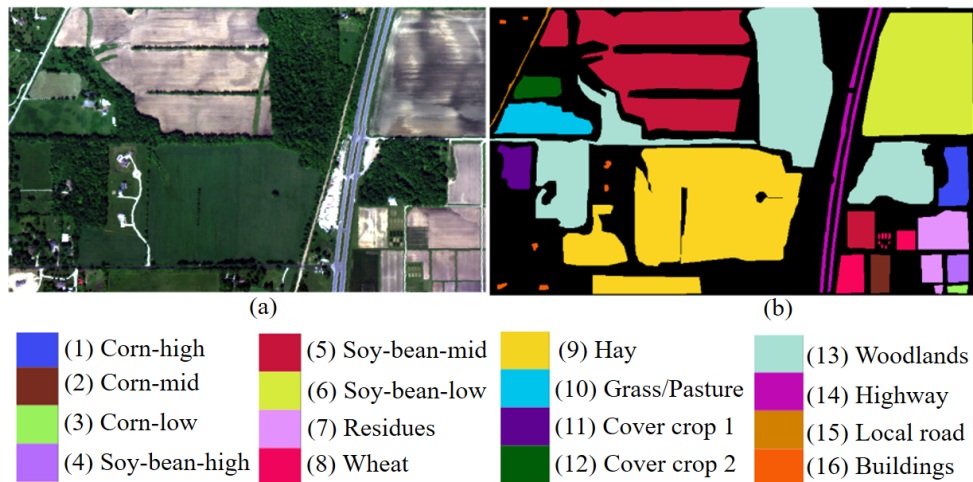 (a)
(b)
(1) Corn-high
(2) Corn-mid
(3) Corn-low
(4) Soy-bean-high
(5) Soy-bean-mid
(6) Soy-bean-low
(7) Residues
(8) Wheat
(9) Hay
(10) Grass/Pasture
(11) Cover crop 1
(12) Cover crop 2
(13) Woodlands
(14) Highway
(15) Local road
(16) Buildings